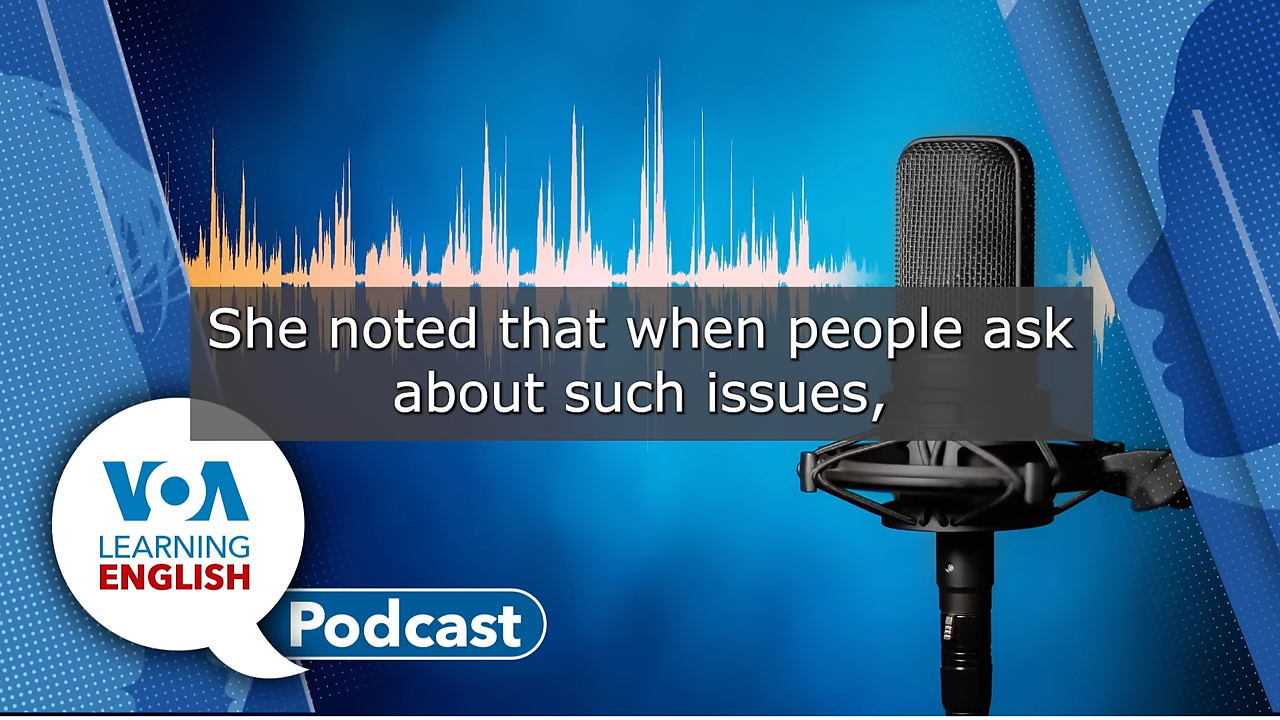 She noted that when people ask
about such issues,
VOA
LEARNING
ENGLISH
Podcast